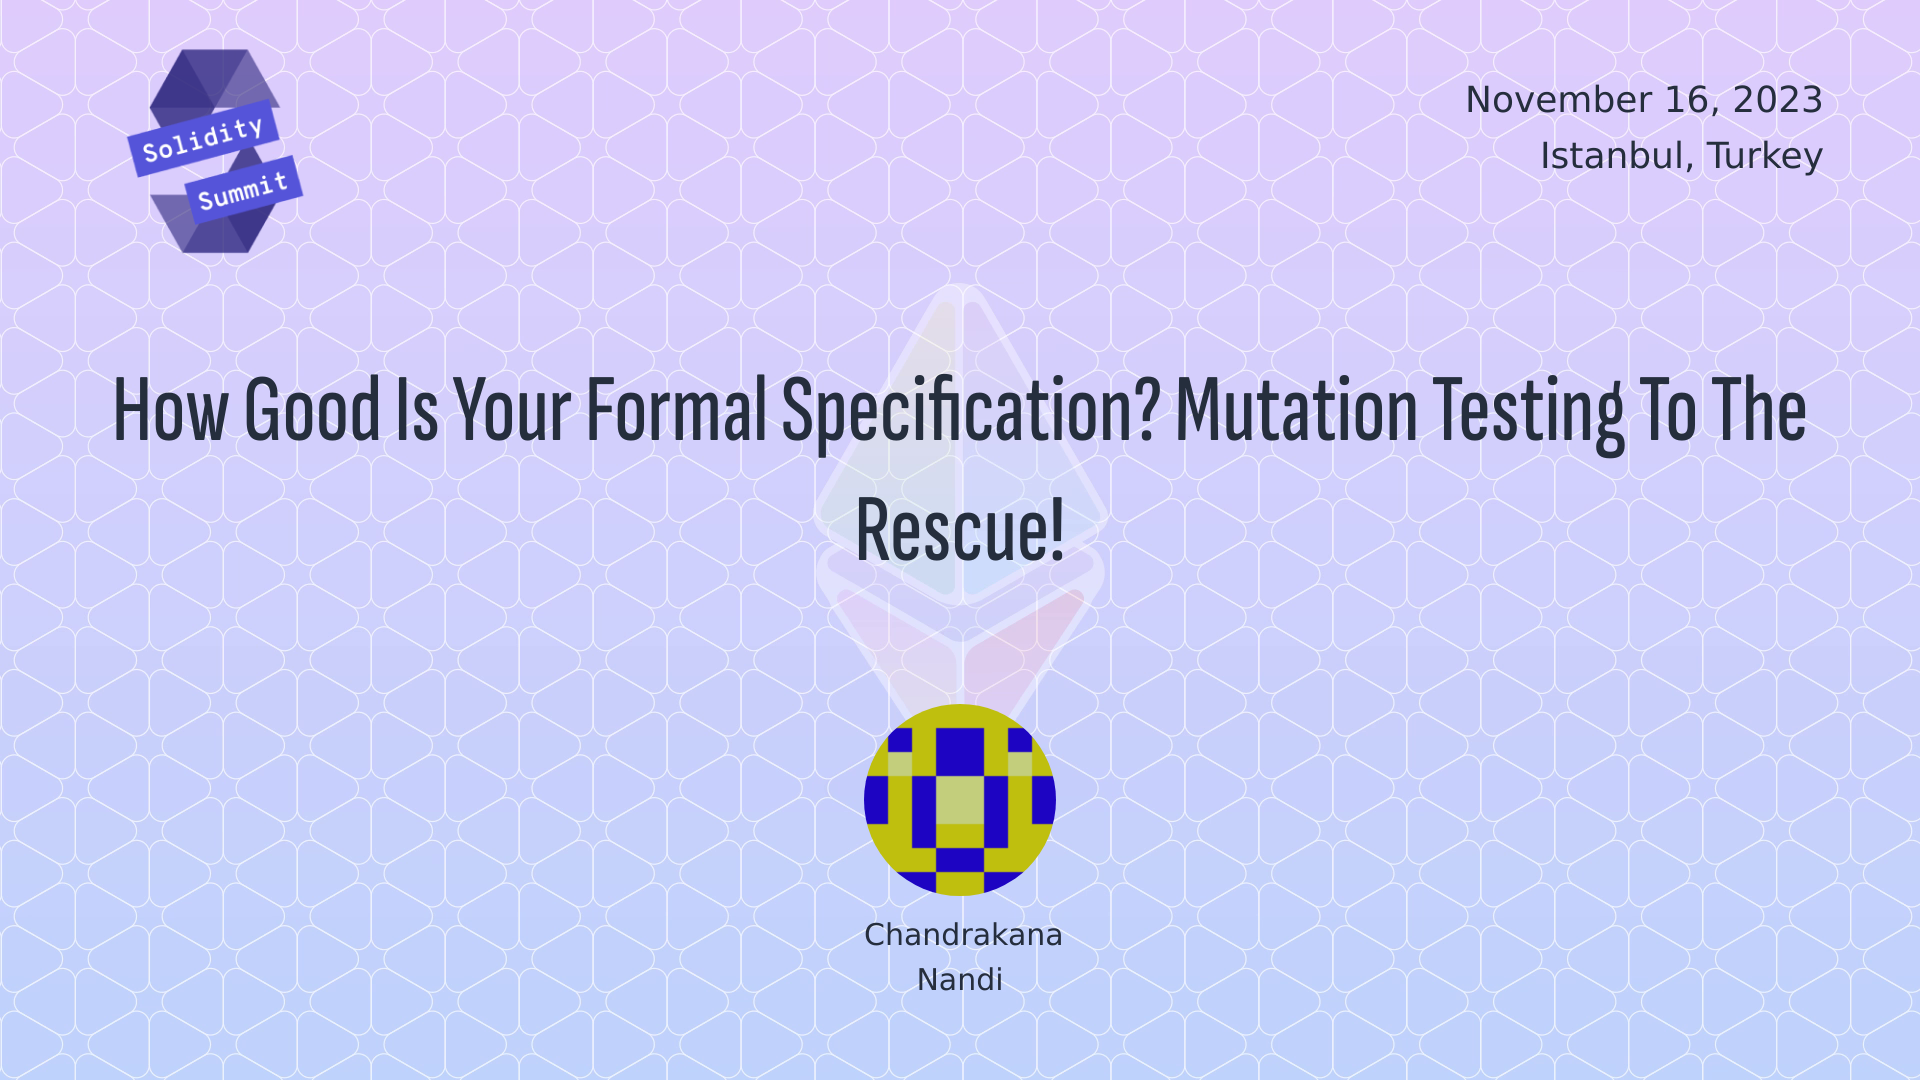 Solidity
Summit
November 16, 2023
Istanbul, Turkey
How Good Is Your Formal Specification? Mutation Testing To The
Rescue!
Chandrakana
Nandi